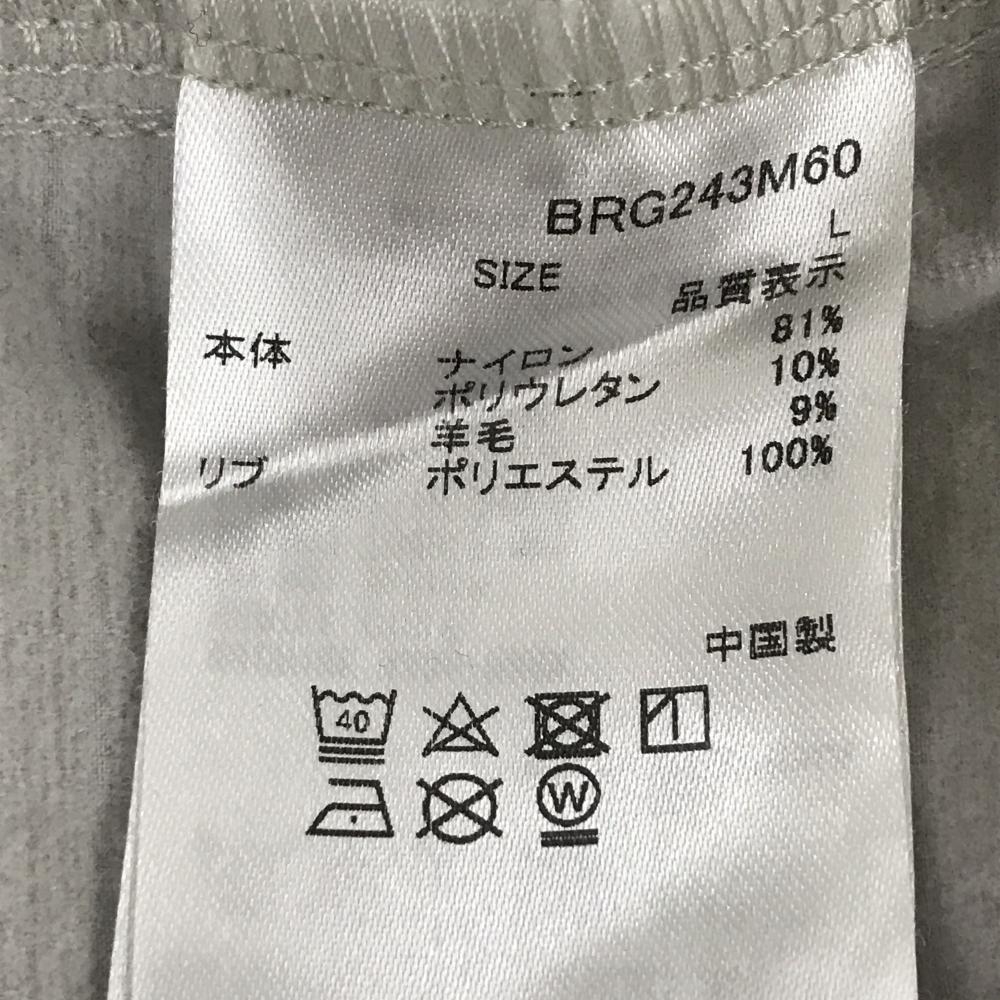 BRG243M60
SIZE L
品質表示
本体 ナイロン 81%
ポリウレタン 10%
羊毛 9%
リブ ポリエステル 100%
中国製
40
W